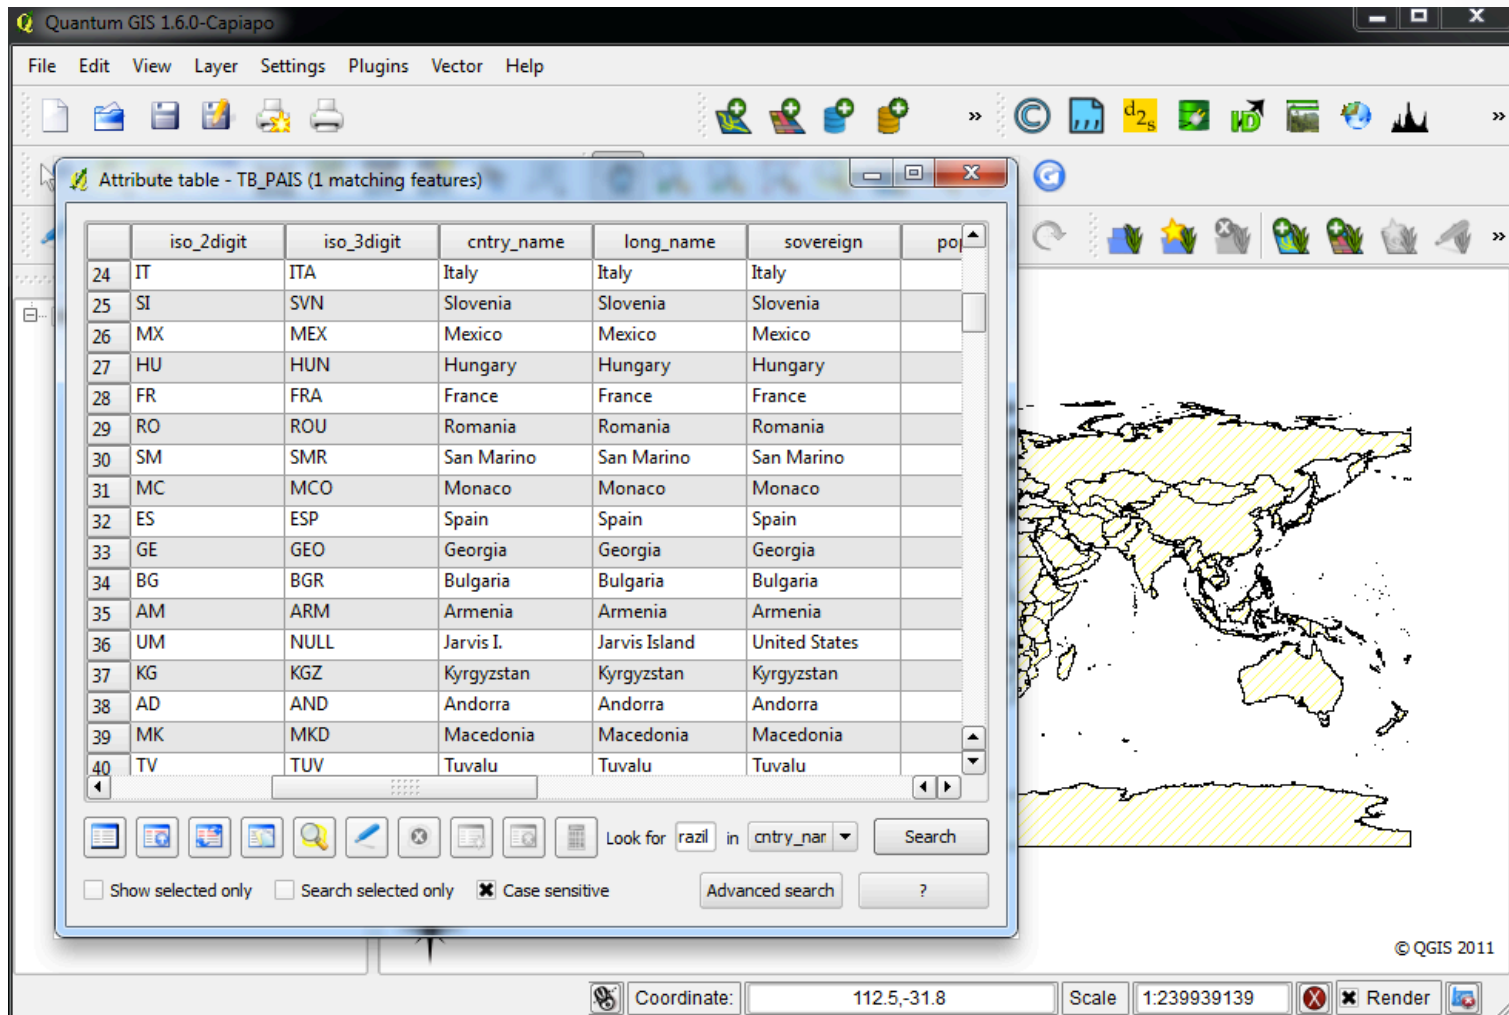 Quantum GIS 1.6.0-Capiapo
File Edit View Layer Settings Plugins Vector Help
Attribute table - TB_PAIS (1 matching features)
iso_2digit iso_3digit cntry_name long_name sovereign
24 IT ITA Italy Italy Italy
25 SI SVN Slovenia Slovenia Slovenia
26 MX MEX Mexico Mexico Mexico
27 HU HUN Hungary Hungary Hungary
28 FR FRA France France France
29 RO ROU Romania Romania Romania
30 SM SMR San Marino San Marino San Marino
31 MC MCO Monaco Monaco Monaco
32 ES ESP Spain Spain Spain
33 GE GEO Georgia Georgia Georgia
34 BG BGR Bulgaria Bulgaria Bulgaria
35 AM ARM Armenia Armenia Armenia
36 UM NULL Jarvis I. Jarvis Island United States
37 KG KGZ Kyrgyzstan Kyrgyzstan Kyrgyzstan
38 AD AND Andorra Andorra Andorra
39 MK MKD Macedonia Macedonia Macedonia
40 TV TUV Tuvalu Tuvalu Tuvalu
Look for razil in cntry_nar Search
Show selected only Search selected only Case sensitive Advanced search ?
© QGIS 2011
Coordinate: 112.5,-31.8 Scale 1:239939139 Render